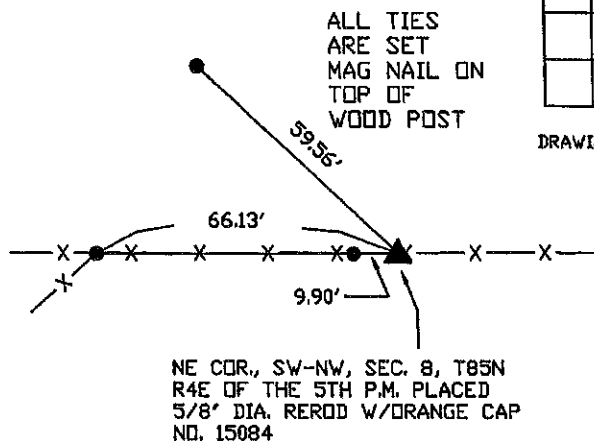 ALL TIES
ARE SET
MAG NAIL ON
TOP OF
WOOD POST
DRAWI
59.56'
66.13'
9.90'
NE COR., SW-NW, SEC. 8, T85N
R4E OF THE 5TH P.M. PLACED
5/8' DIA. REROD W/ORANGE CAP
NO. 15084